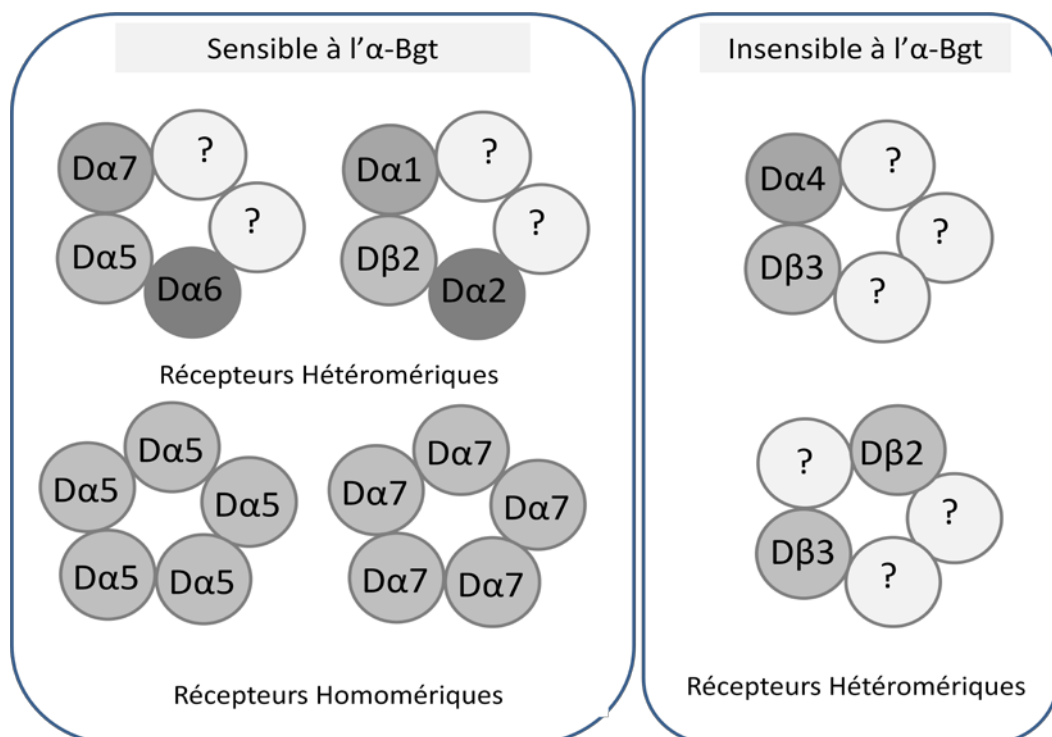 Sensible à l'α-Bgt
Dα7
?
?
Dα5
Dα6
Dα1
?
?
Dβ2
Dα2
Récepteurs Hétéromériques
Dα5
Dα5
Dα5
Dα5
Dα5
Dα7
Dα7
Dα7
Dα7
Dα7
Récepteurs Homomériques
Insensible à l'α-Bgt
Dα4
?
?
Dβ3
?
?
Dβ2
?
Dβ3
?
Récepteurs Hétéromériques